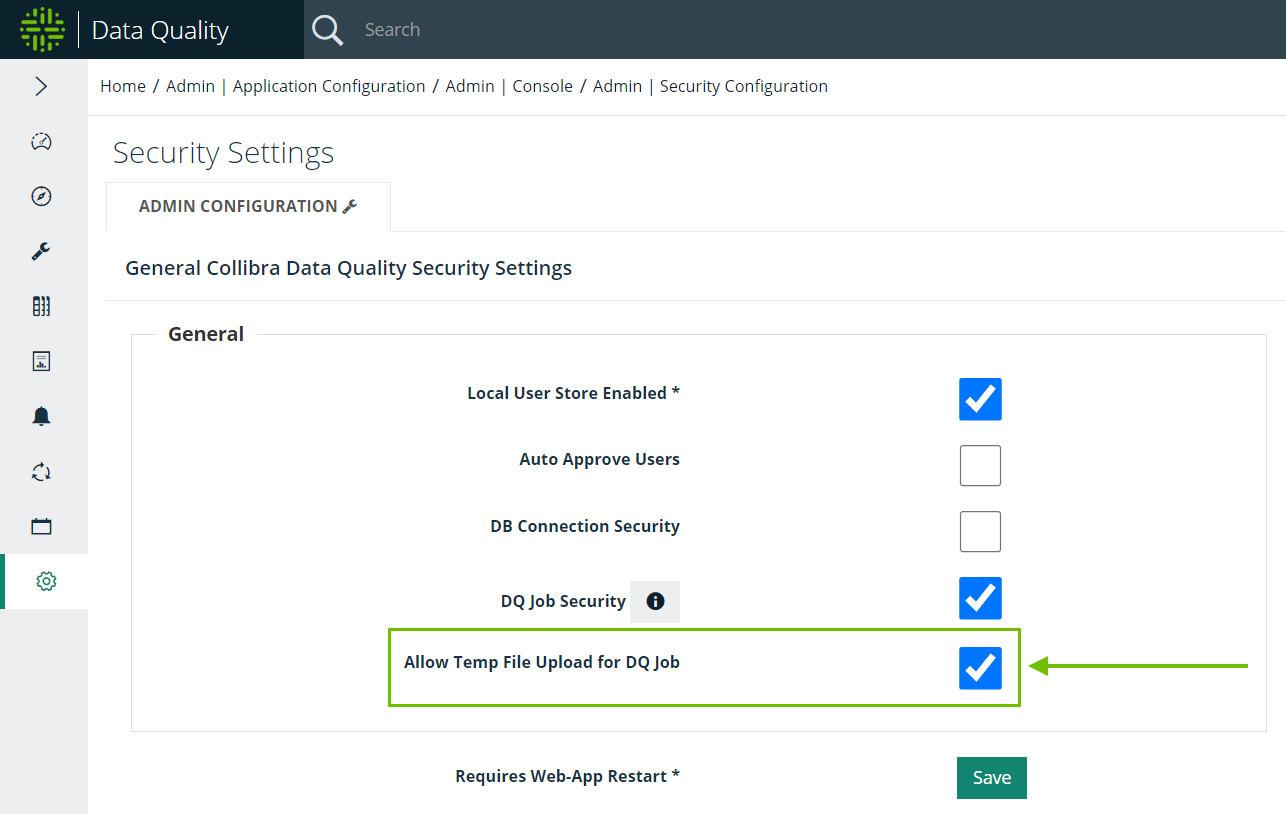 Data Quality
Search
Home / Admin | Application Configuration / Admin | Console / Admin | Security Configuration
Security Settings
ADMIN CONFIGURATION
General Collibra Data Quality Security Settings
General
Local User Store Enabled *
Auto Approve Users
DB Connection Security
DQ Job Security
Allow Temp File Upload for DQ Job
Requires Web-App Restart *
Save